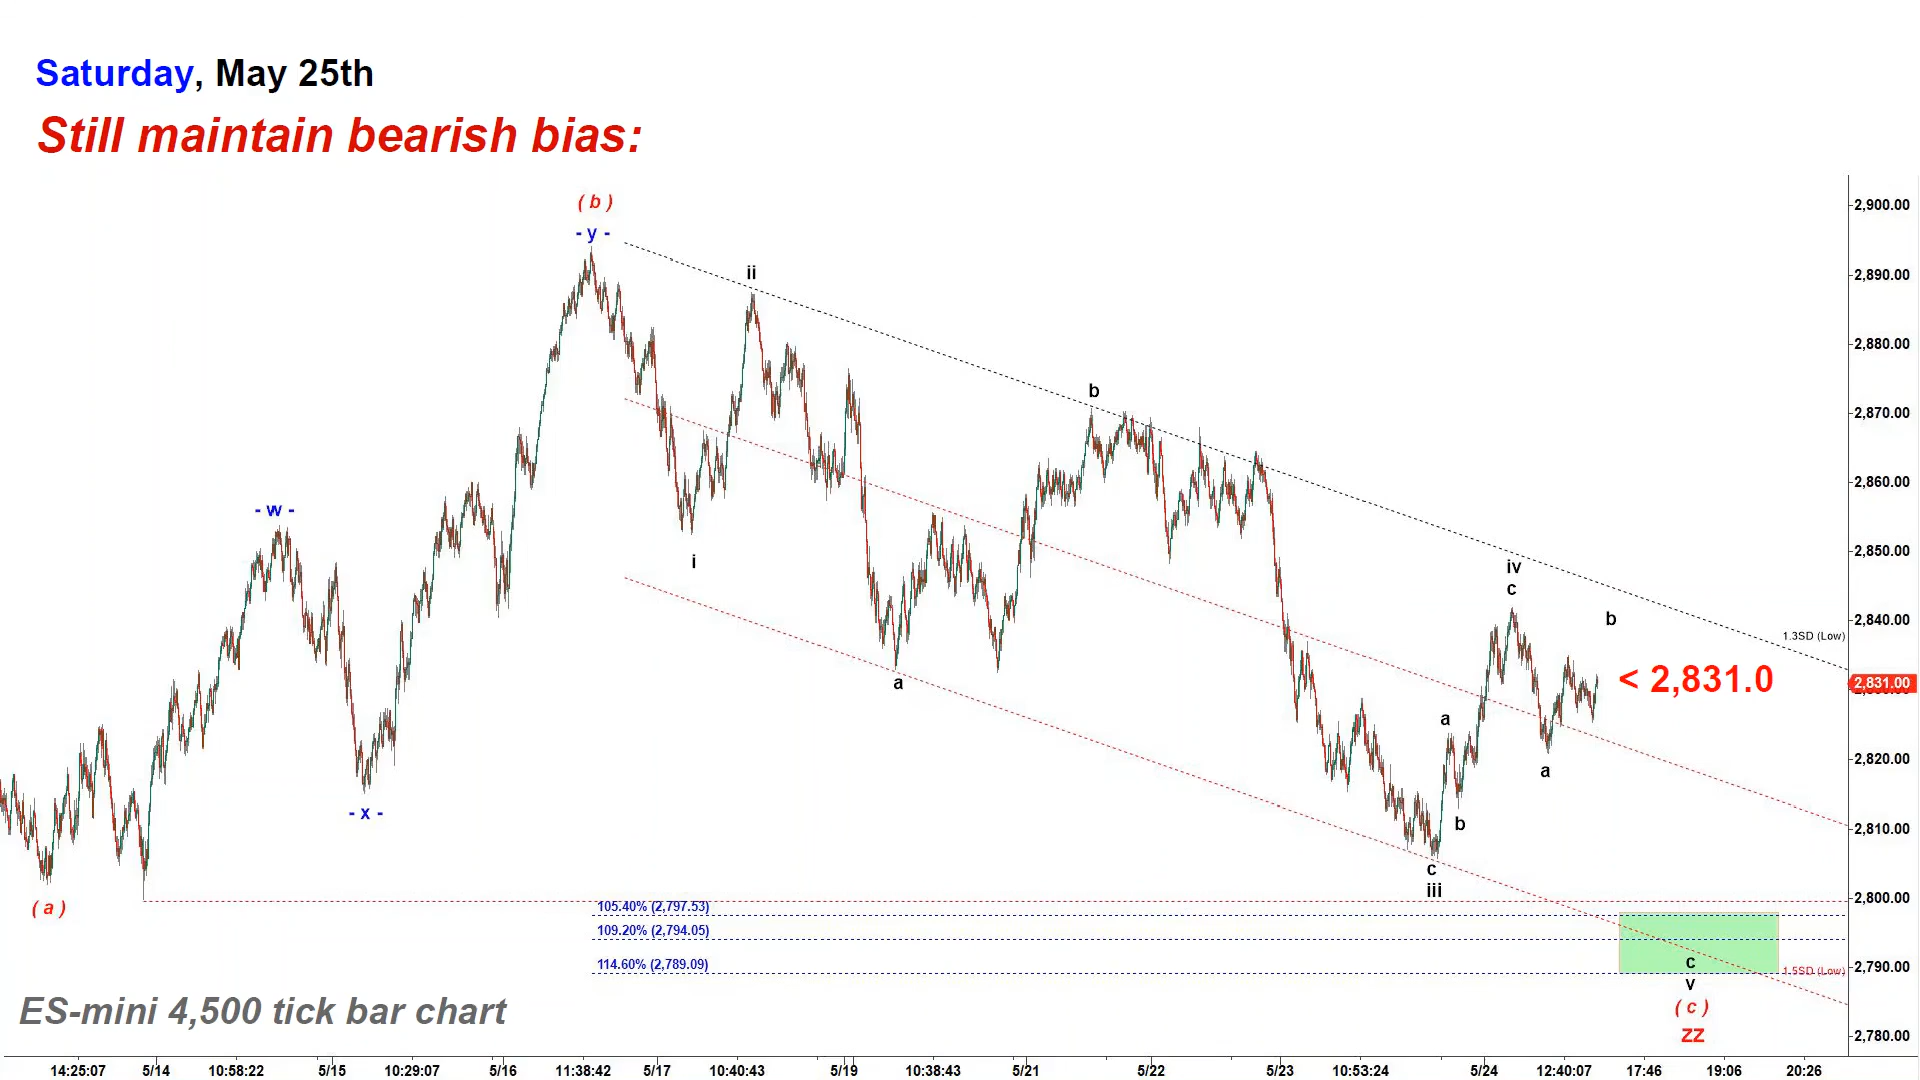 Saturday, May 25th
Still maintain bearish bias:
( b )
- y -
2,900.00
ii
2,890.00
2,880.00
b
2,870.00
- w -
2,860.00
i
2,850.00
iv
c
b
2,840.00
1.3SD (Low)
a
< 2,831.0
2,831.00
a
a
2,820.00
- x -
b
2,810.00
c
iii
( a )
2,800.00
105.40% (2,797.53)
109.20% (2,794.05)
114.60% (2,789.09)
c
2,790.00
1.5SD (Low)
v
( c )
zz
2,780.00
ES-mini 4,500 tick bar chart
14:25:07 5/14 10:58:22 5/15 10:29:07 5/16 11:38:42 5/17 10:40:43 5/19 10:38:43 5/21 5/22 5/23 10:53:24 5/24 12:40:07 17:46 19:06 20:26